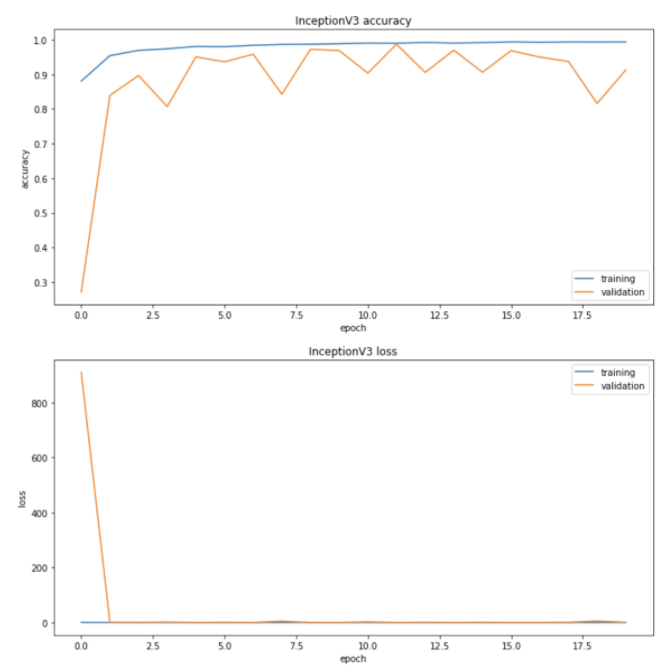 InceptionV3 accuracy
1.0
0.9
0.8
0.7
0.6
0.5
0.4
0.3
accuracy
training
validation
0.0 2.5 5.0 7.5 10.0 12.5 15.0 17.5
epoch
InceptionV3 loss
training
validation
800
600
400
200
0
loss
0.0 2.5 5.0 7.5 10.0 12.5 15.0 17.5
epoch